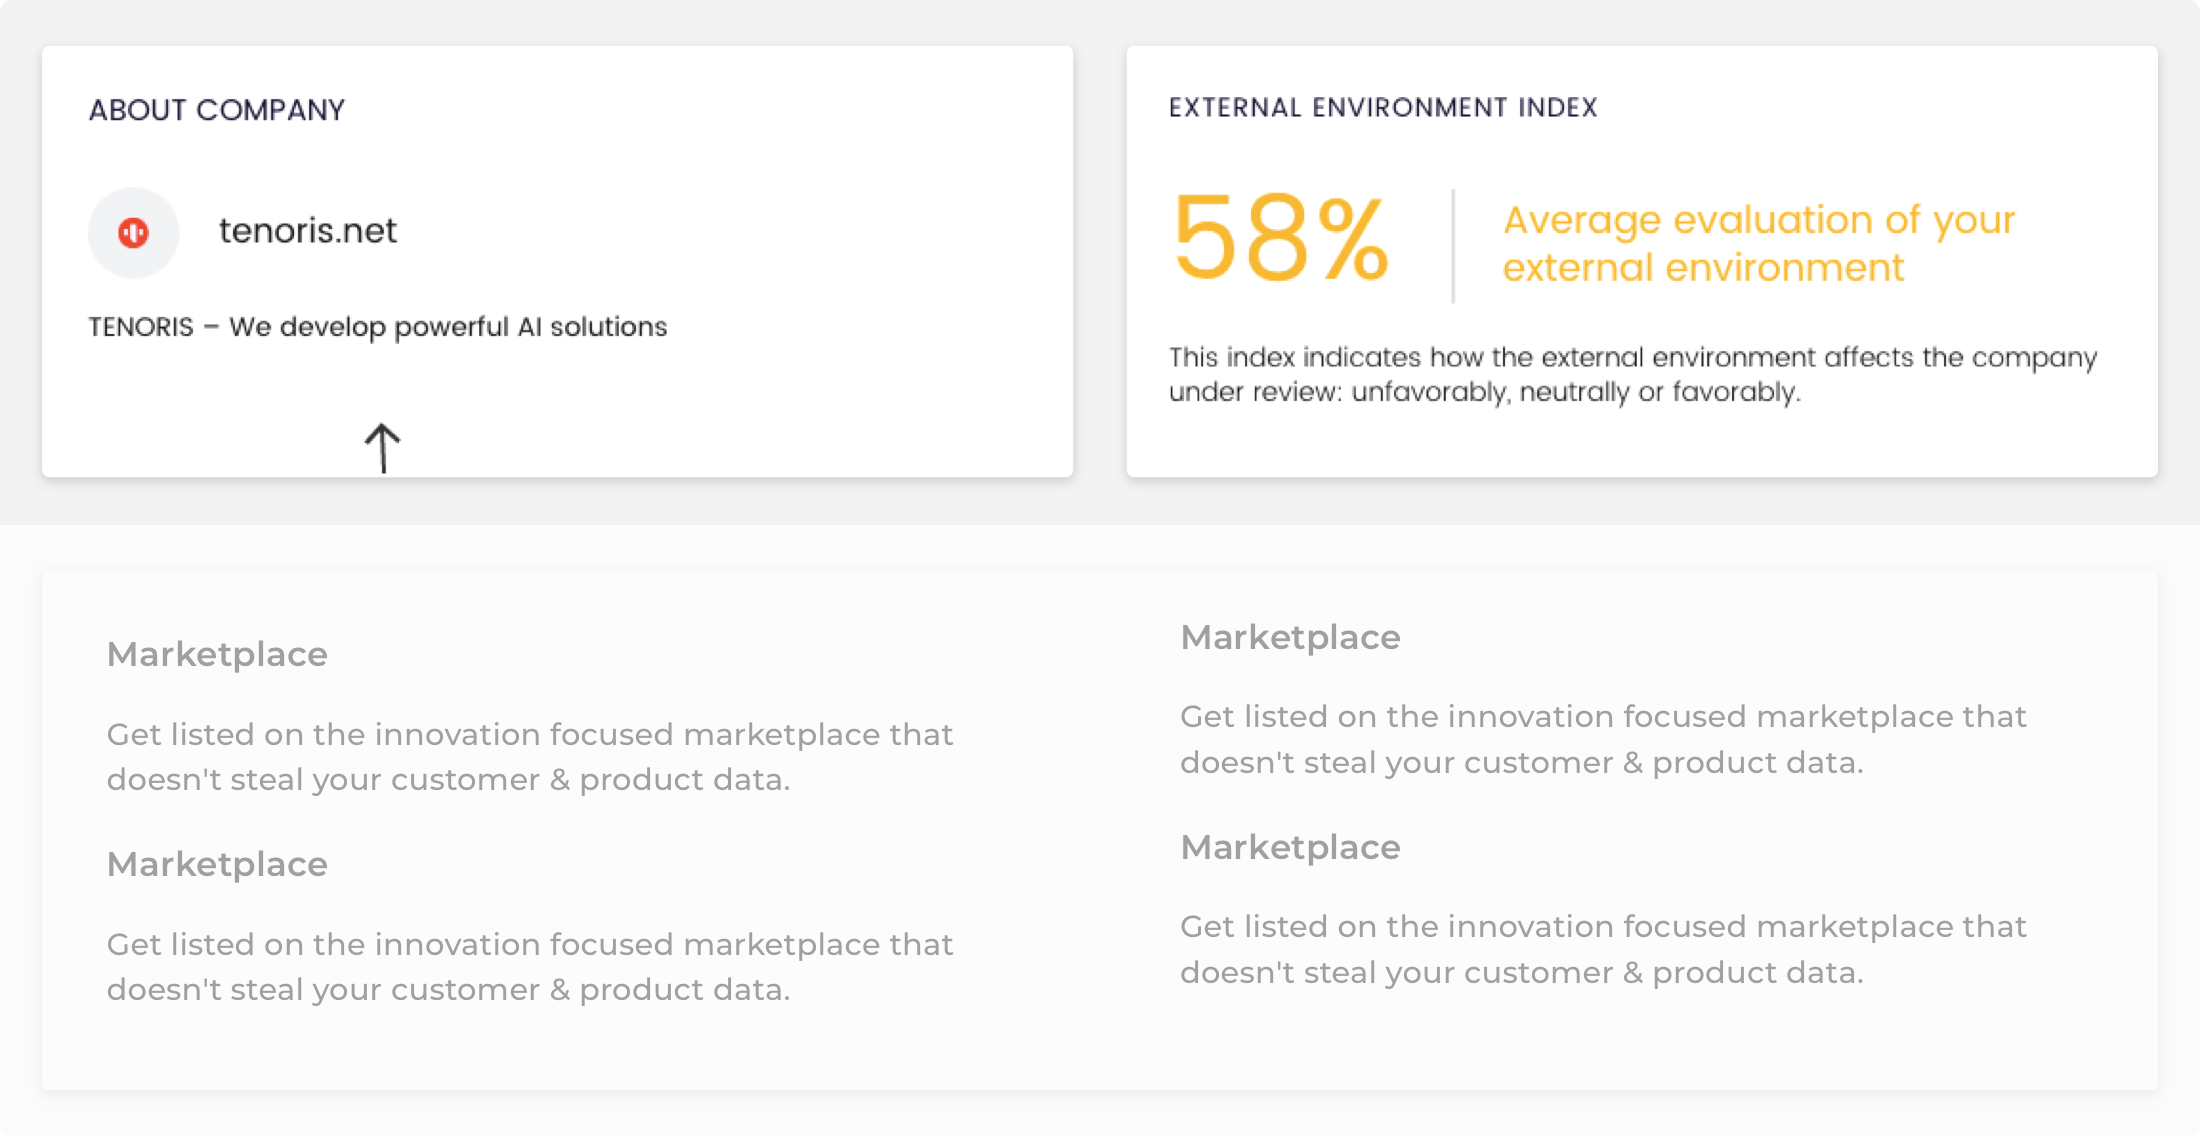 ABOUT COMPANY
tenoris.net
TENORIS – We develop powerful AI solutions
EXTERNAL ENVIRONMENT INDEX
58%
Average evaluation of your
external environment
This index indicates how the external environment affects the company
under review: unfavorably, neutrally or favorably.
Marketplace
Get listed on the innovation focused marketplace that
doesn't steal your customer & product data.
Marketplace
Get listed on the innovation focused marketplace that
doesn't steal your customer & product data.
Marketplace
Get listed on the innovation focused marketplace that
doesn't steal your customer & product data.
Marketplace
Get listed on the innovation focused marketplace that
doesn't steal your customer & product data.